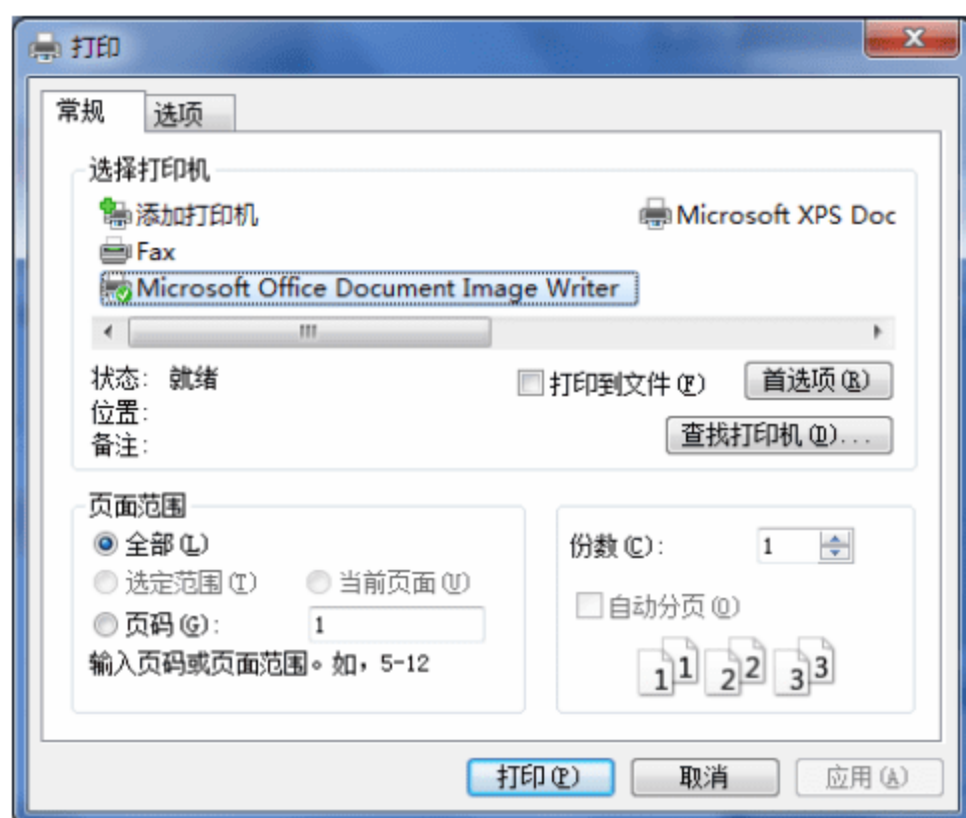 打印
常规 选项
选择打印机
添加打印机 Microsoft XPS Doc
Fax
Microsoft Office Document Image Writer
状态： 就绪 打印到文件(F) 首选项(R)
位置：
备注： 查找打印机(D)...
页面范围
全部(L) 份数(C)： 1
选定范围(T) 当前页面(U)
自动分页(O)
页码(G)： 1
输入页码或页面范围。如，5-12
1 1 2 2 3 3
打印(P) 取消 应用(A)